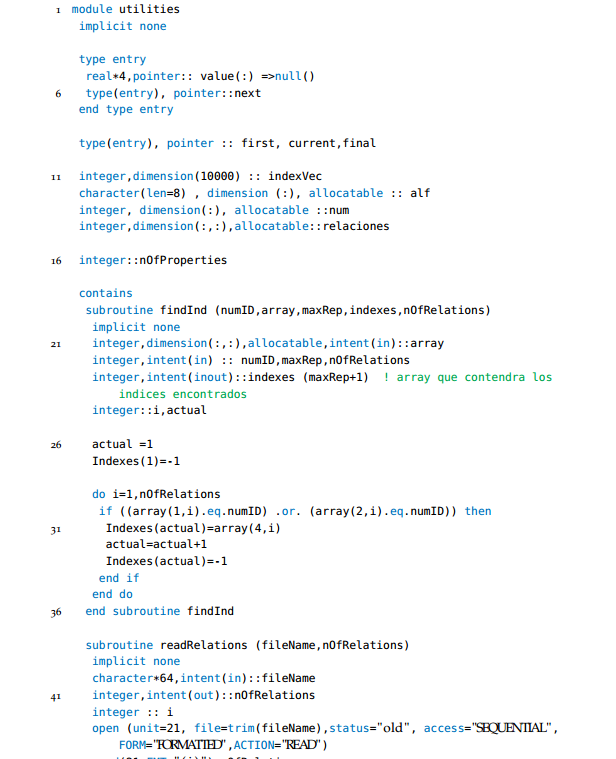 1 module utilities
implicit none
type entry
real*4,pointer:: value(:) =>null()
6 type(entry), pointer::next
end type entry
type(entry), pointer :: first, current,final
11 integer,dimension(10000) :: indexVec
character(len=8) , dimension (:), allocatable :: alf
integer, dimension(:), allocatable ::num
integer,dimension(:,:),allocatable::relaciones
16 integer::nOfProperties
contains
subroutine findInd (numID,array,maxRep,indexes,nOfRelations)
implicit none
21 integer,dimension(:,:),allocatable,intent(in)::array
integer,intent(in) :: numID,maxRep,nOfRelations
integer,intent(inout)::indexes (maxRep+1) ! array que contendra los
indices encontrados
integer::i,actual
26 actual =1
Indexes(1)=-1
do i=1,nOfRelations
if ((array(1,i).eq.numID) .or. (array(2,i).eq.numID)) then
31 Indexes(actual)=array(4,i)
actual=actual+1
Indexes(actual)=-1
end if
end do
36 end subroutine findInd
subroutine readRelations (fileName,nOfRelations)
implicit none
character*64,intent(in)::fileName
41 integer,intent(out)::nOfRelations
integer :: i
open (unit=21, file=trim(fileName),status="old", access="SEQUENTIAL",
FORM="FORMATTED",ACTION="READ")